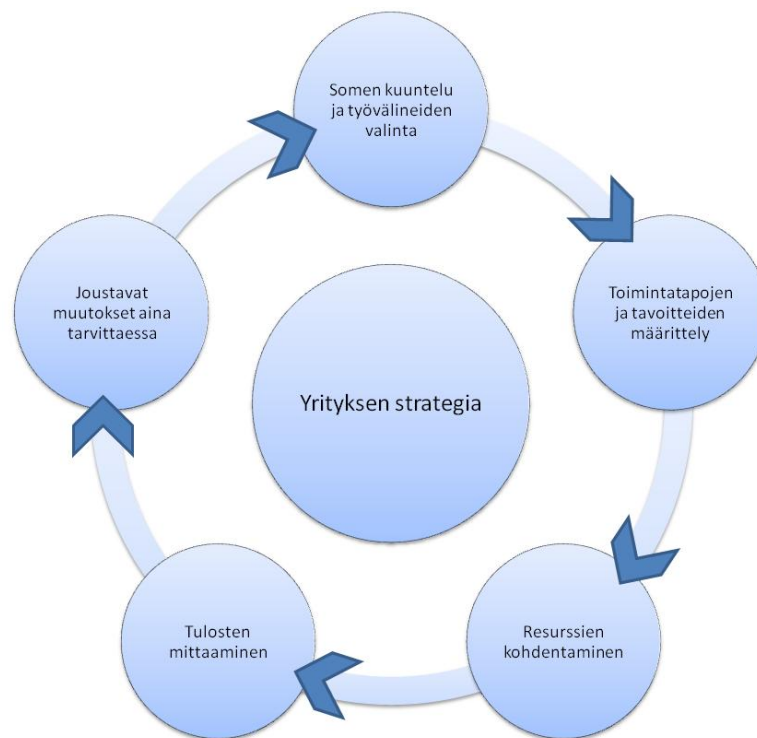 Somen kuuntelu
ja työvälineiden
valinta
Toimintatapojen
ja tavoitteiden
määrittely
Resurssien
kohdentaminen
Tulosten
mittaaminen
Joustavat
muutokset aina
tarvittaessa
Yrityksen strategia